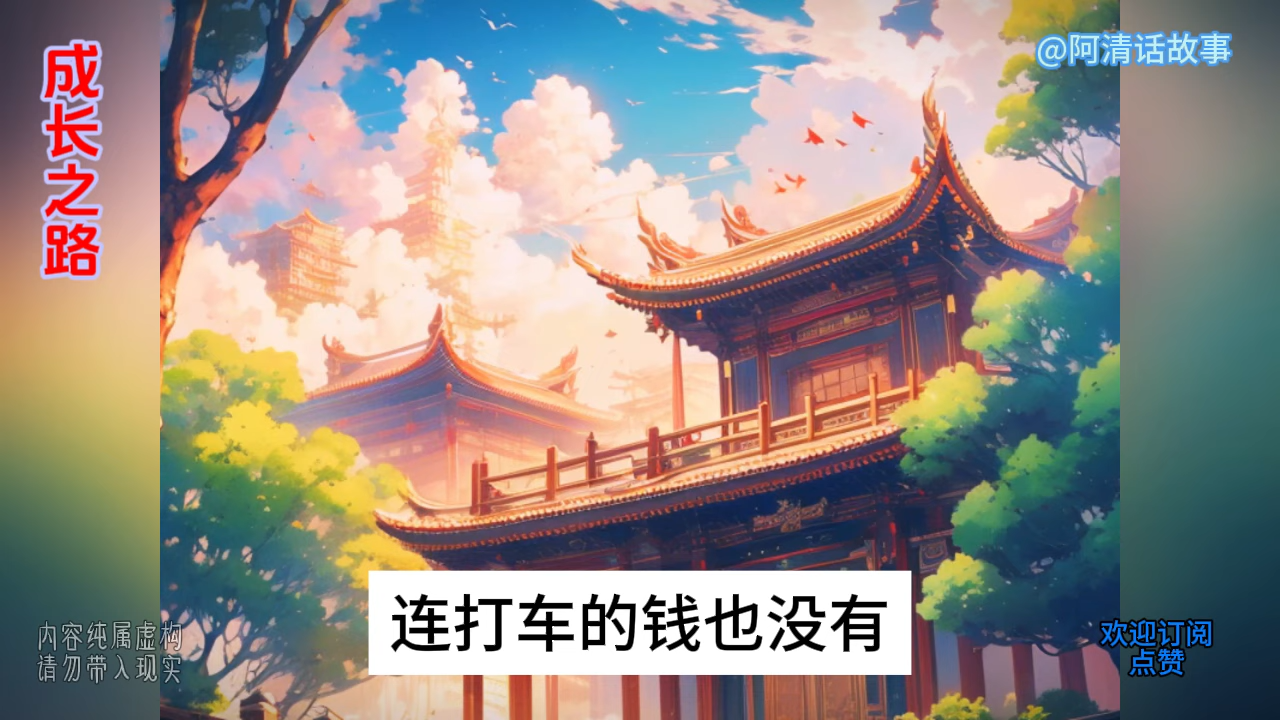 成长之路
@阿清话故事
连打车的钱也没有
内容纯属虚构
请勿带入现实
欢迎订阅
点赞